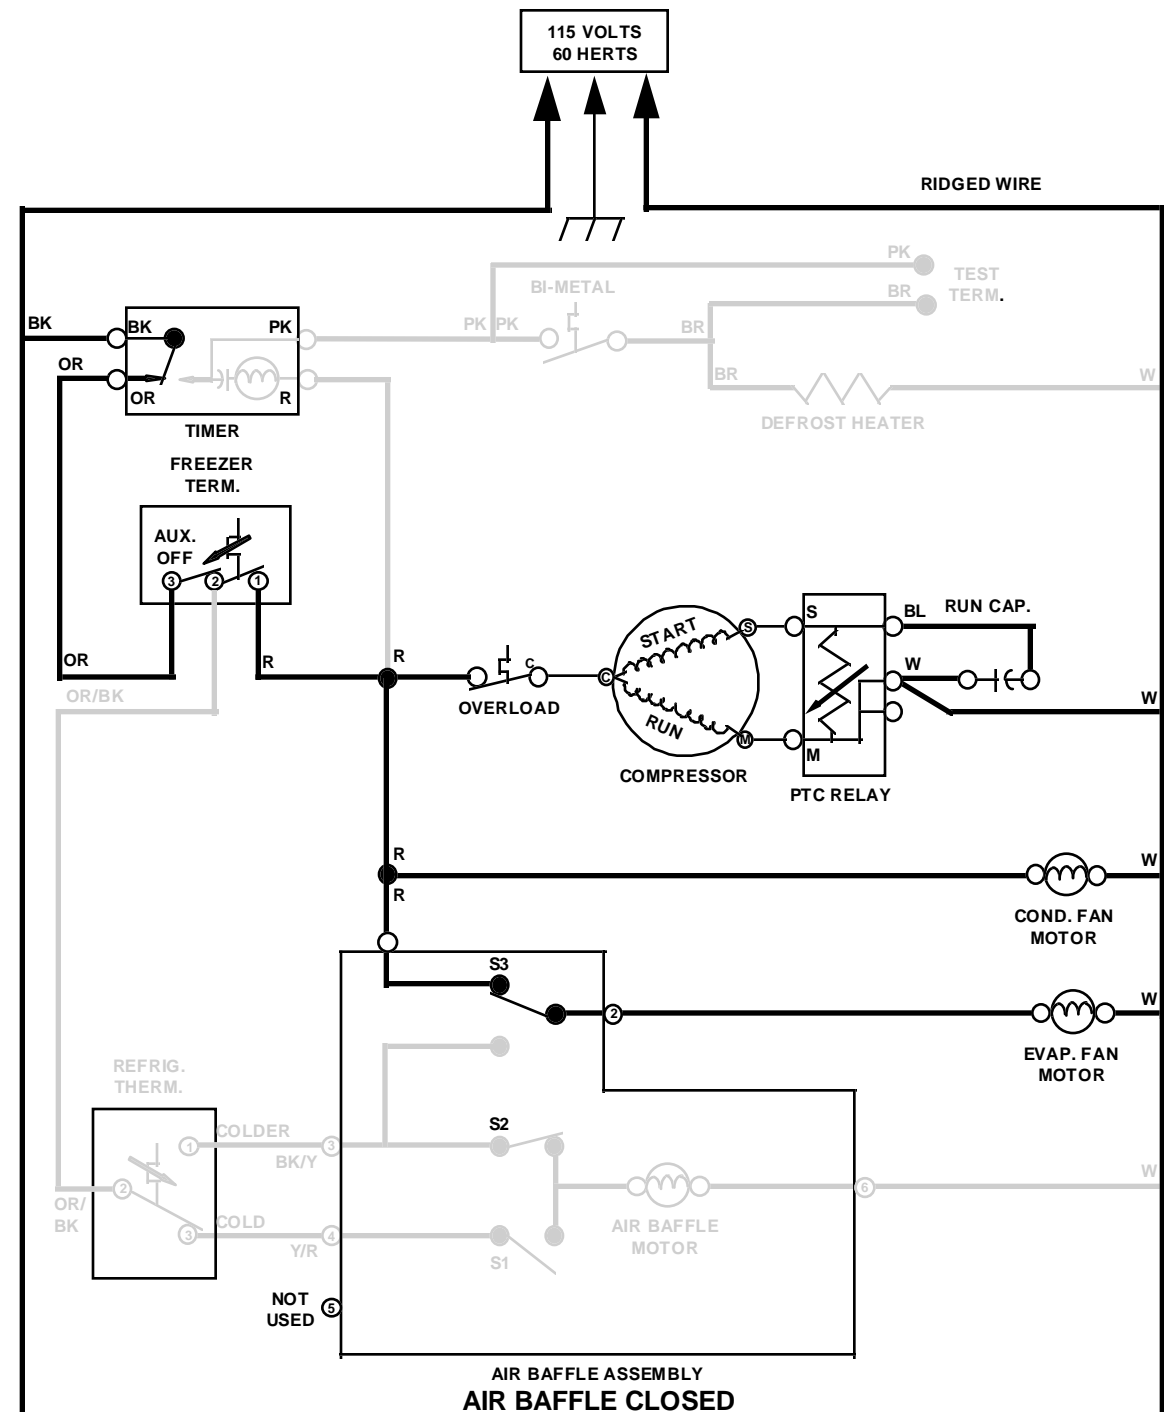 115 VOLTS
60 HERTS
RIDGED WIRE
PK
TEST
TERM.
BI-METAL
BR
BK
BK
PK
PK
PK
BR
OR
OR
R
BR
W
DEFROST HEATER
TIMER
FREEZER
TERM.
AUX.
OFF
3
2
1
S
BL
RUN CAP.
START
S
OR
R
R
C
W
C
OR/BK
OVERLOAD
RUN
M
M
W
COMPRESSOR
PTC RELAY
R
W
R
COND. FAN
MOTOR
S3
W
2
EVAP. FAN
MOTOR
REFRIG.
THERM.
S2
COLDER
1
3
BK/Y
W
2
6
OR/
BK
COLD
3
4
Y/R
S1
AIR BAFFLE
MOTOR
NOT
USED
5
AIR BAFFLE ASSEMBLY
AIR BAFFLE CLOSED